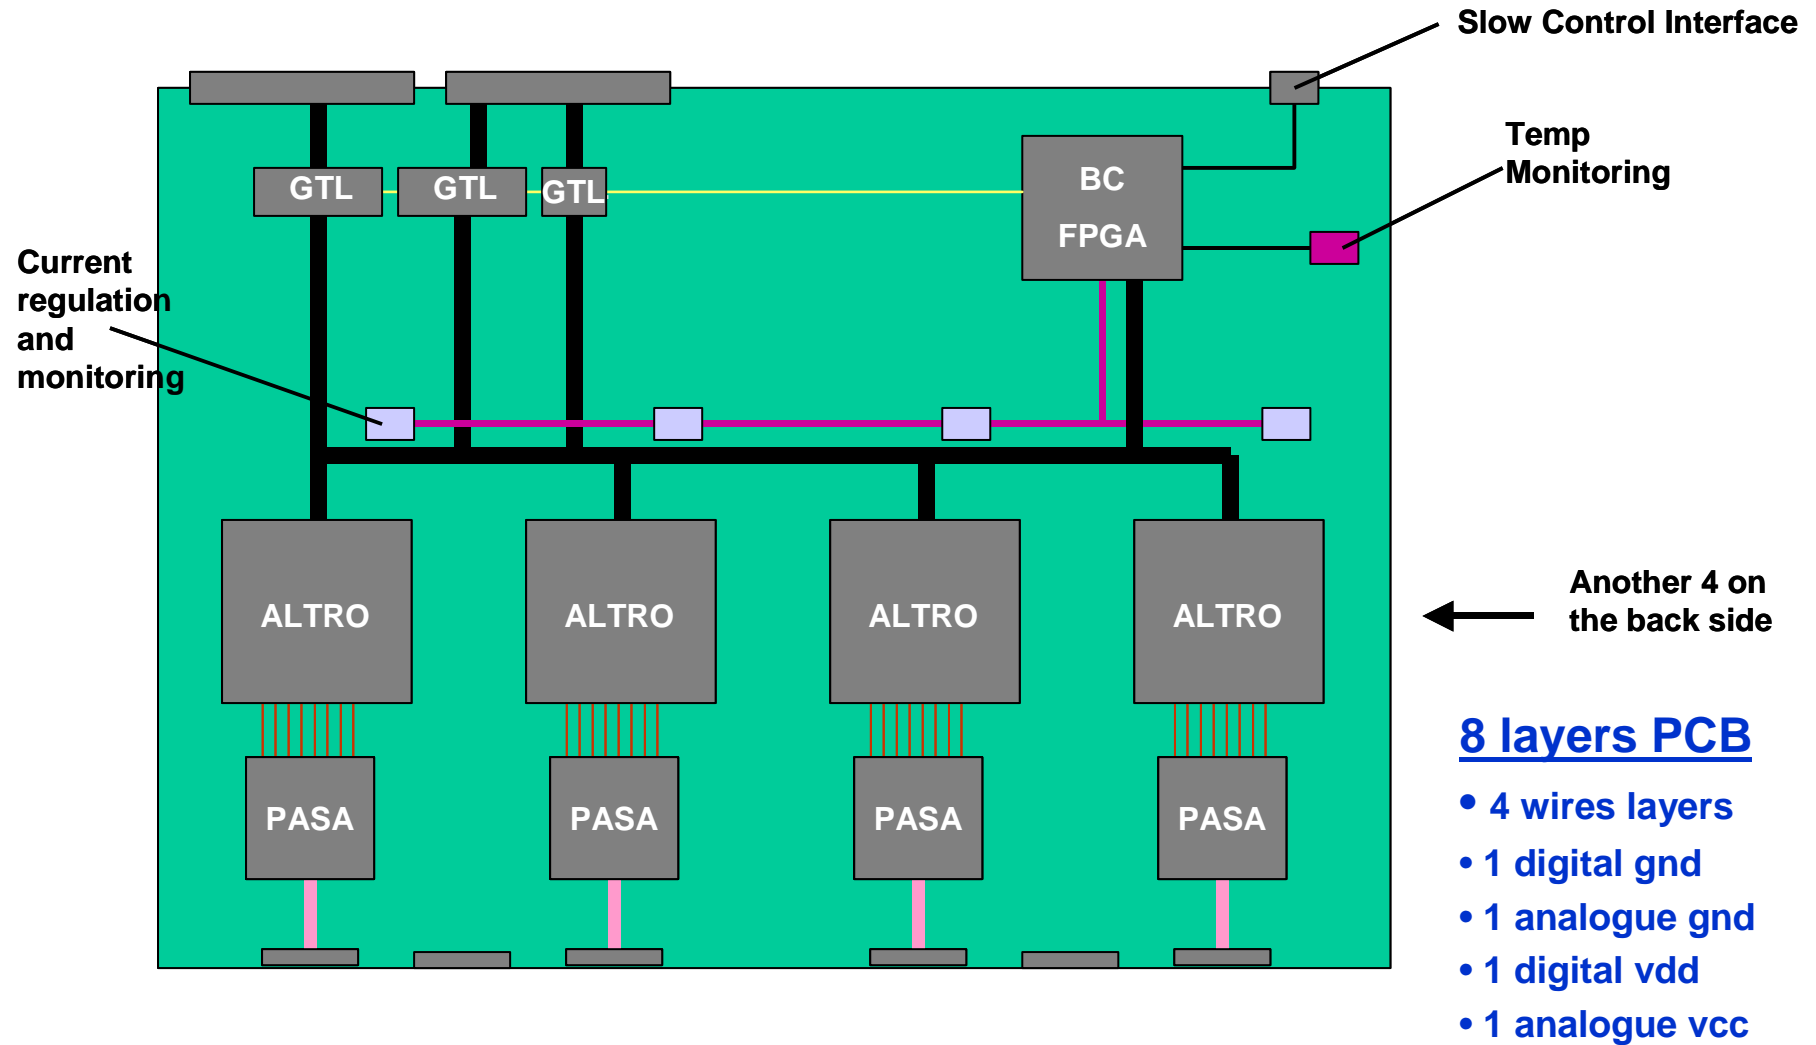 Slow Control Interface
Temp
Monitoring
GTL
GTL
GTL
BC
FPGA
Current
regulation
and
monitoring
ALTRO
ALTRO
ALTRO
ALTRO
Another 4 on
the back side
PASA
PASA
PASA
PASA
8 layers PCB
• 4 wires layers
• 1 digital gnd
• 1 analogue gnd
• 1 digital vdd
• 1 analogue vcc